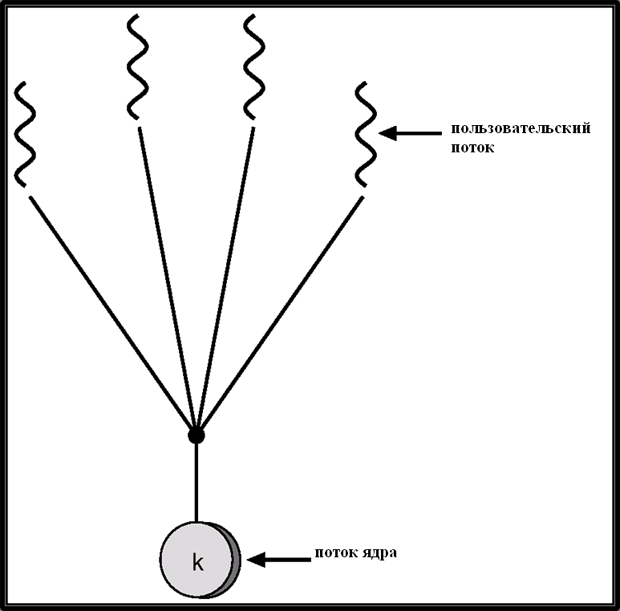 пользовательский
поток
поток ядра
k